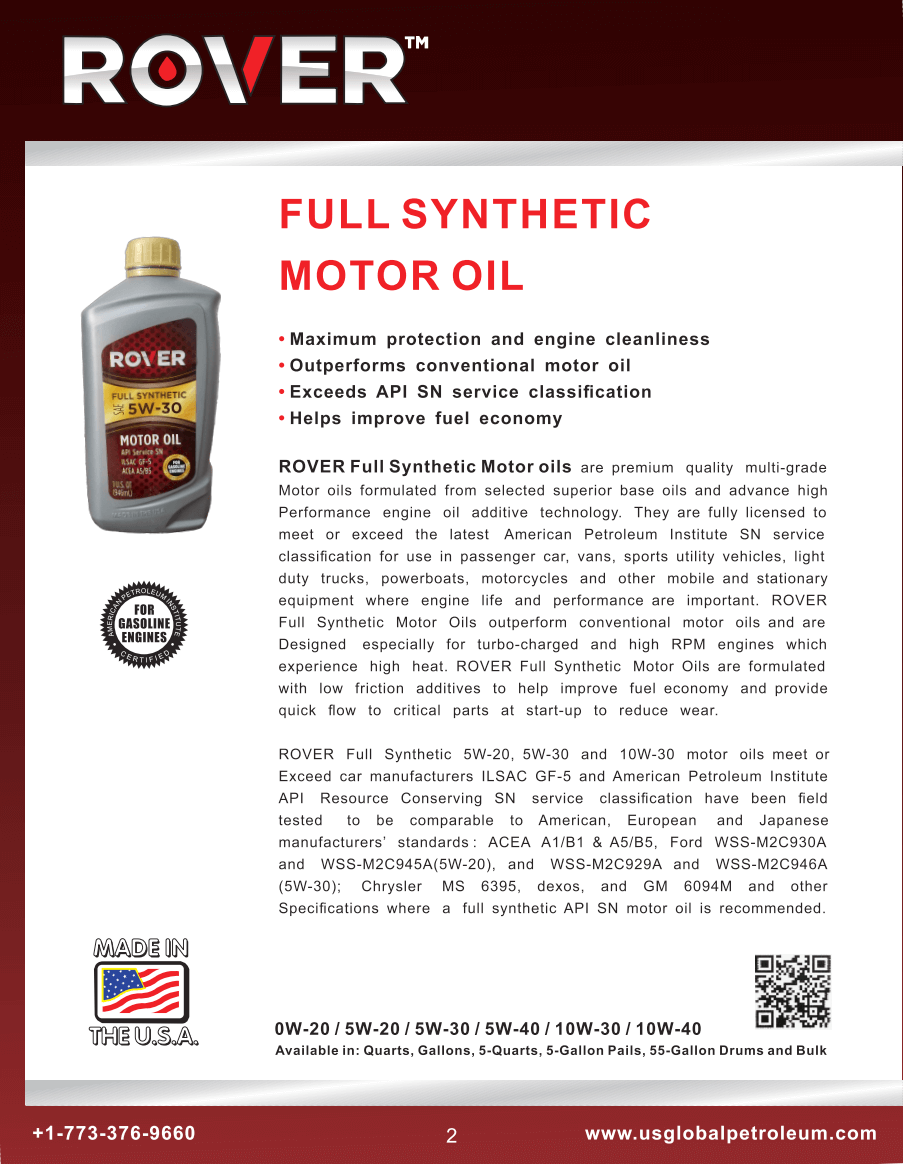 ROVER™
FULL SYNTHETIC
MOTOR OIL
• Maximum protection and engine cleanliness
• Outperforms conventional motor oil
• Exceeds API SN service classification
• Helps improve fuel economy
ROVER
FULL SYNTHETIC
SAE 5W-30
MOTOR OIL
API Service SN
ILSAC GF-5
ACEA A5/B5
FOR
GASOLINE
ENGINES
1 U.S. QT
(946mL)
ROVER Full Synthetic Motor oils are premium quality multi-grade
Motor oils formulated from selected superior base oils and advance high
Performance engine oil additive technology. They are fully licensed to
meet or exceed the latest American Petroleum Institute SN service
classification for use in passenger car, vans, sports utility vehicles, light
duty trucks, powerboats, motorcycles and other mobile and stationary
equipment where engine life and performance are important. ROVER
Full Synthetic Motor Oils outperform conventional motor oils and are
Designed especially for turbo-charged and high RPM engines which
experience high heat. ROVER Full Synthetic Motor Oils are formulated
with low friction additives to help improve fuel economy and provide
quick flow to critical parts at start-up to reduce wear.
AMERICAN PETROLEUM INSTITUTE
FOR
GASOLINE
ENGINES
CERTIFIED
ROVER Full Synthetic 5W-20, 5W-30 and 10W-30 motor oils meet or
Exceed car manufacturers ILSAC GF-5 and American Petroleum Institute
API Resource Conserving SN service classification have been field
tested to be comparable to American, European and Japanese
manufacturers’ standards : ACEA A1/B1 & A5/B5, Ford WSS-M2C930A
and WSS-M2C945A(5W-20), and WSS-M2C929A and WSS-M2C946A
(5W-30); Chrysler MS 6395, dexos, and GM 6094M and other
Specifications where a full synthetic API SN motor oil is recommended.
MADE IN
THE U.S.A.
0W-20 / 5W-20 / 5W-30 / 5W-40 / 10W-30 / 10W-40
Available in: Quarts, Gallons, 5-Quarts, 5-Gallon Pails, 55-Gallon Drums and Bulk
+1-773-376-9660
2
www.usglobalpetroleum.com